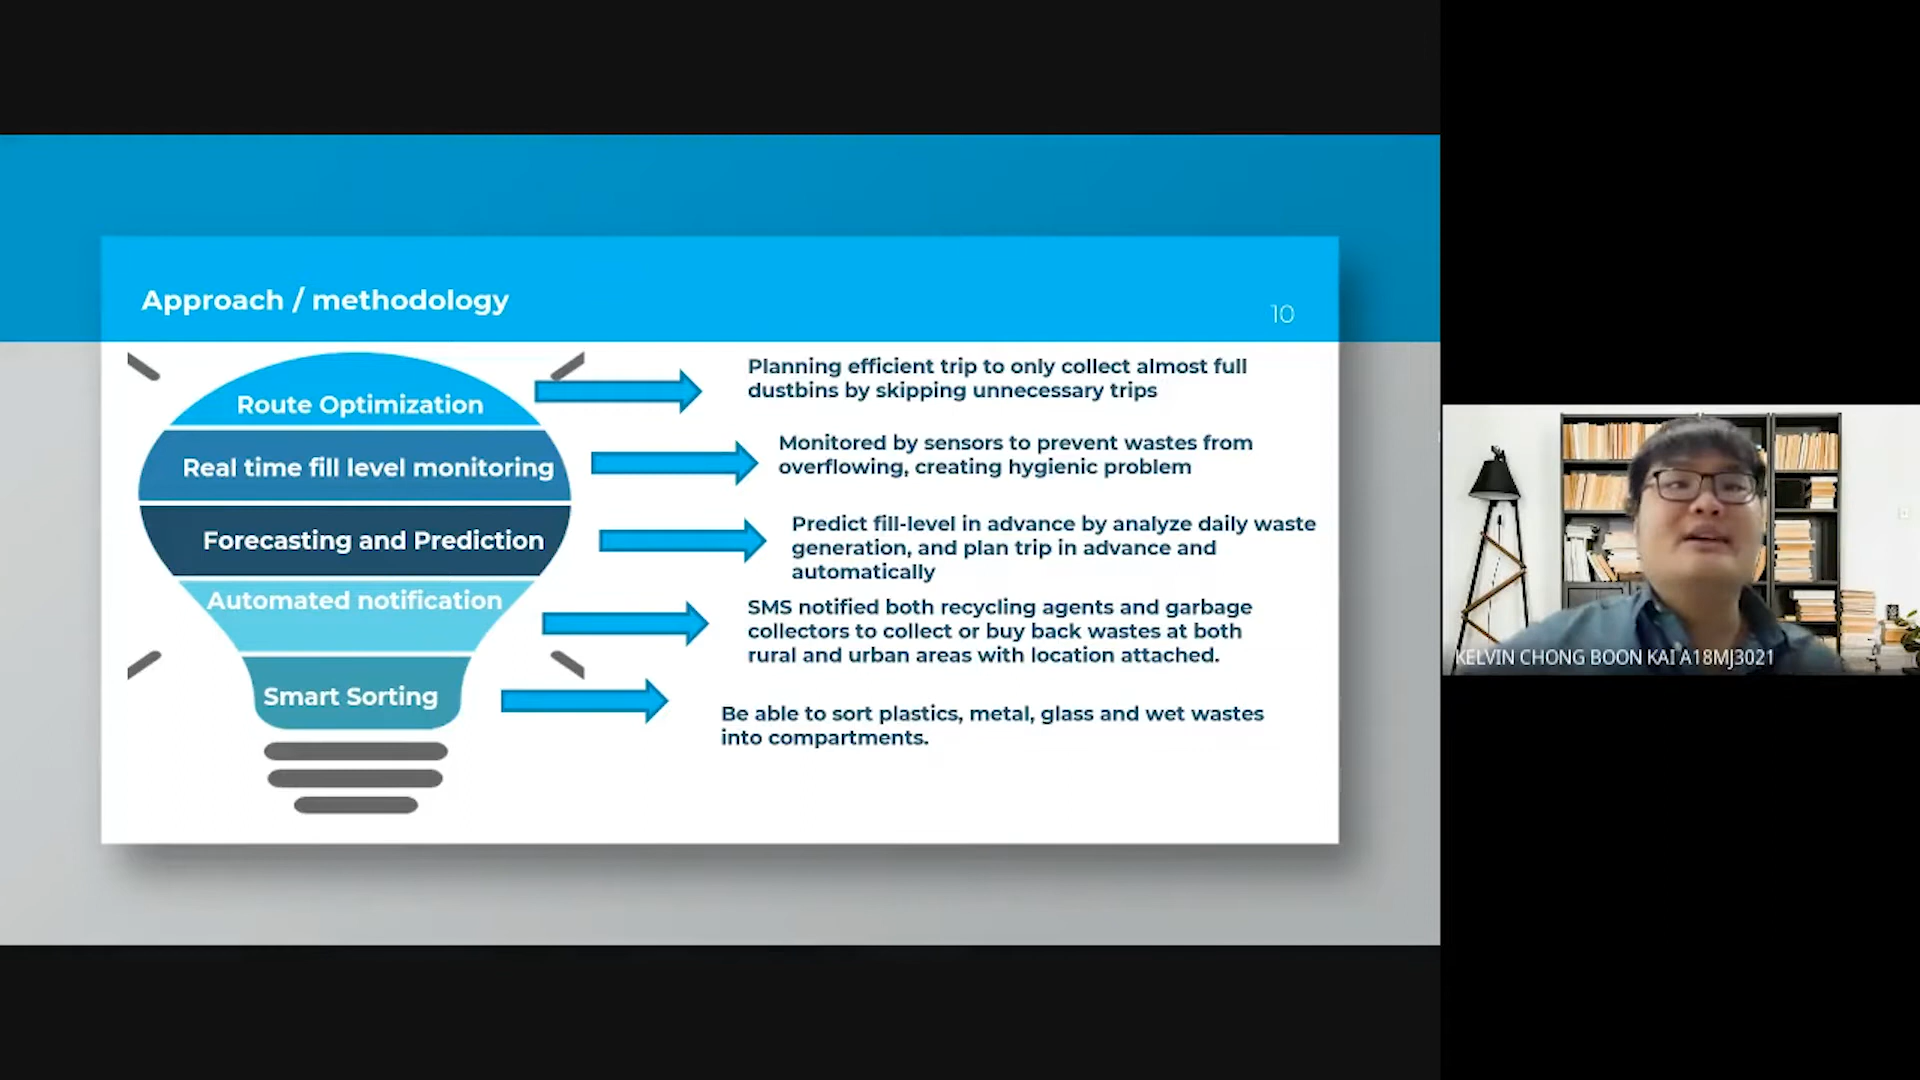 Approach / methodology
10
Route Optimization
Planning efficient trip to only collect almost full
dustbins by skipping unnecessary trips
Real time fill level monitoring
Monitored by sensors to prevent wastes from
overflowing, creating hygienic problem
Forecasting and Prediction
Predict fill-level in advance by analyze daily waste
generation, and plan trip in advance and
automatically
Automated notification
SMS notified both recycling agents and garbage
collectors to collect or buy back wastes at both
rural and urban areas with location attached.
Smart Sorting
Be able to sort plastics, metal, glass and wet wastes
into compartments.
KELVIN CHONG BOON KAI A18MJ3021